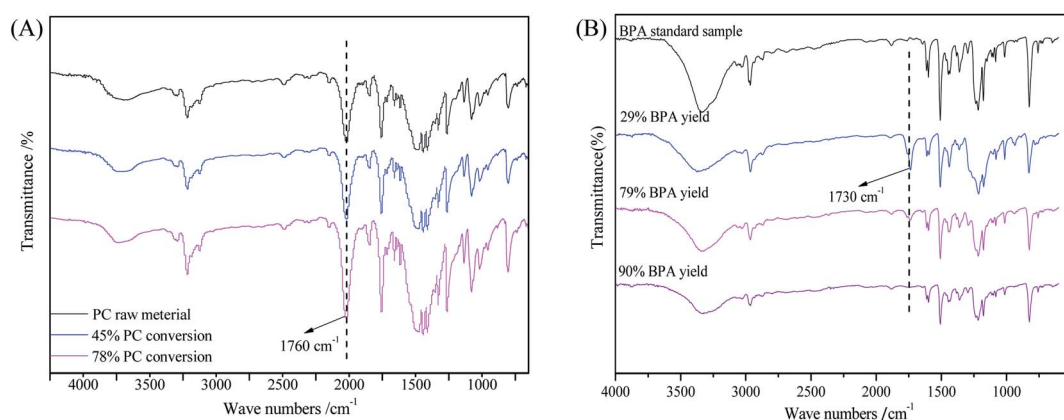 (A)
Transmittance /%
PC raw meterial
45% PC conversion
78% PC conversion
1760 cm⁻¹
4000 3500 3000 2500 2000 1500 1000
Wave numbers /cm⁻¹
(B)
Transmittance(%)
BPA standard sample
29% BPA yield
1730 cm⁻¹
79% BPA yield
90% BPA yield
4000 3500 3000 2500 2000 1500 1000
Wave numbers /cm⁻¹